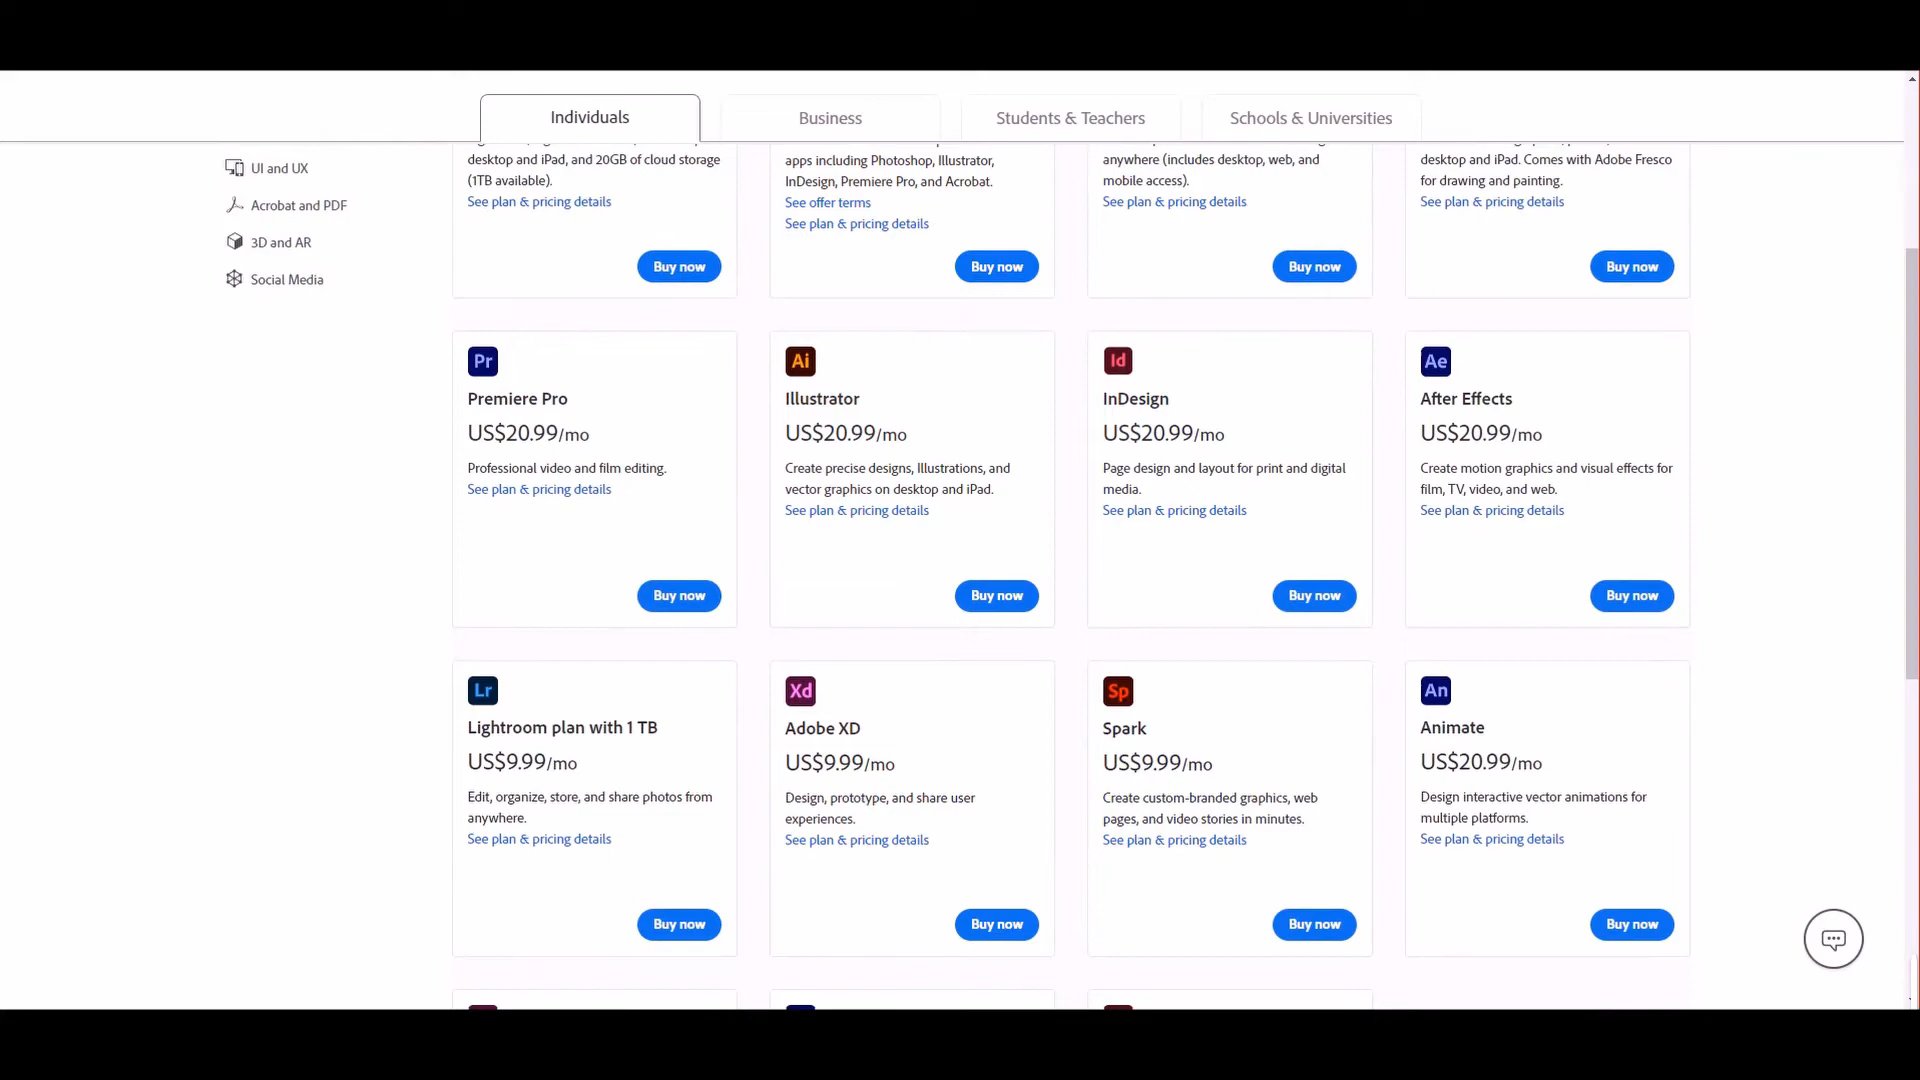 Individuals
Business
Students & Teachers
Schools & Universities
UI and UX
Acrobat and PDF
3D and AR
Social Media
desktop and iPad, and 20GB of cloud storage
(1TB available).
See plan & pricing details
Buy now
apps including Photoshop, Illustrator,
InDesign, Premiere Pro, and Acrobat.
See offer terms
See plan & pricing details
Buy now
anywhere (includes desktop, web, and
mobile access).
See plan & pricing details
Buy now
desktop and iPad. Comes with Adobe Fresco
for drawing and painting.
See plan & pricing details
Buy now
Pr
Premiere Pro
US$20.99/mo
Professional video and film editing.
See plan & pricing details
Buy now
Ai
Illustrator
US$20.99/mo
Create precise designs, Illustrations, and
vector graphics on desktop and iPad.
See plan & pricing details
Buy now
Id
InDesign
US$20.99/mo
Page design and layout for print and digital
media.
See plan & pricing details
Buy now
Ae
After Effects
US$20.99/mo
Create motion graphics and visual effects for
film, TV, video, and web.
See plan & pricing details
Buy now
Lr
Lightroom plan with 1 TB
US$9.99/mo
Edit, organize, store, and share photos from
anywhere.
See plan & pricing details
Buy now
Xd
Adobe XD
US$9.99/mo
Design, prototype, and share user
experiences.
See plan & pricing details
Buy now
Sp
Spark
US$9.99/mo
Create custom-branded graphics, web
pages, and video stories in minutes.
See plan & pricing details
Buy now
An
Animate
US$20.99/mo
Design interactive vector animations for
multiple platforms.
See plan & pricing details
Buy now